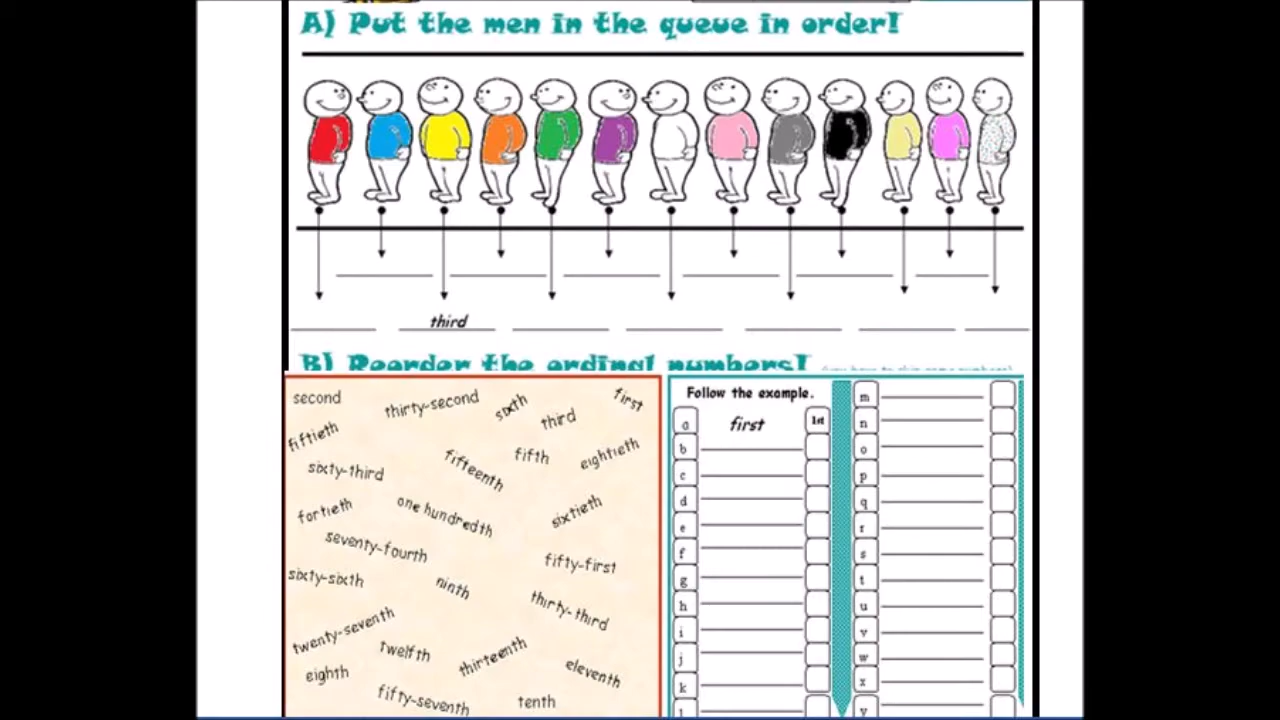 A) Put the men in the queue in order!
third
B) Reorder the ordinal numbers!
second
thirty-second
sixth
first
third
fiftieth
fifth
eightieth
sixty-third
fifteenth
fortieth
one hundredth
sixtieth
seventy-fourth
fifty-first
sixty-sixth
ninth
thirty-third
twenty-seventh
twelfth
thirteenth
eighth
eleventh
fifty-seventh
tenth
Follow the example.
a first 1st
b
c
d
e
f
g
h
i
j
k
l
m
n
o
p
q
r
s
t
u
v
w
x
y